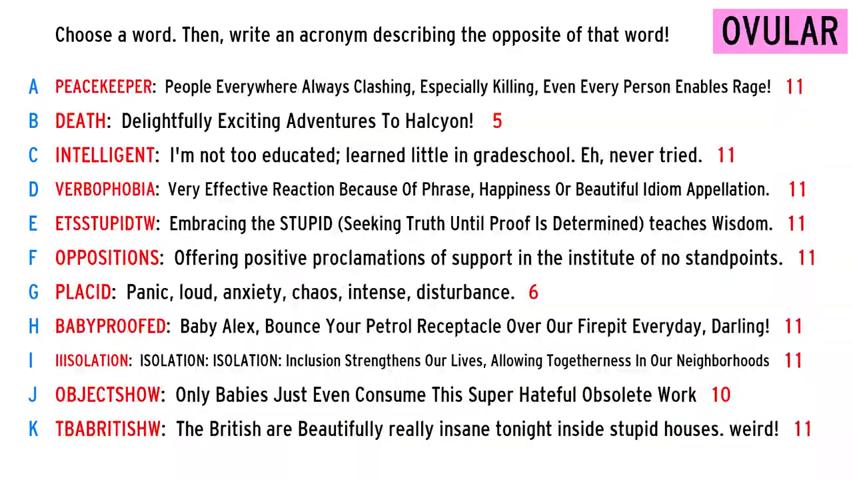 Choose a word. Then, write an acronym describing the opposite of that word! OVULAR
A PEACEKEEPER: People Everywhere Always Clashing, Especially Killing, Even Every Person Enables Rage! 11
B DEATH: Delightfully Exciting Adventures To Halcyon! 5
C INTELLIGENT: I'm not too educated; learned little in gradeschool. Eh, never tried. 11
D VERBOPHOBIA: Very Effective Reaction Because Of Phrase, Happiness Or Beautiful Idiom Appellation. 11
E ETSSTUPIDTW: Embracing the STUPID (Seeking Truth Until Proof Is Determined) teaches Wisdom. 11
F OPPOSITIONS: Offering positive proclamations of support in the institute of no standpoints. 11
G PLACID: Panic, loud, anxiety, chaos, intense, disturbance. 6
H BABYPROOFED: Baby Alex, Bounce Your Petrol Receptacle Over Our Firepit Everyday, Darling! 11
I IIISOLATION: ISOLATION: ISOLATION: Inclusion Strengthens Our Lives, Allowing Togetherness In Our Neighborhoods 11
J OBJECTSHOW: Only Babies Just Even Consume This Super Hateful Obsolete Work 10
K TBABRITISHW: The British are Beautifully really insane tonight inside stupid houses. weird! 11